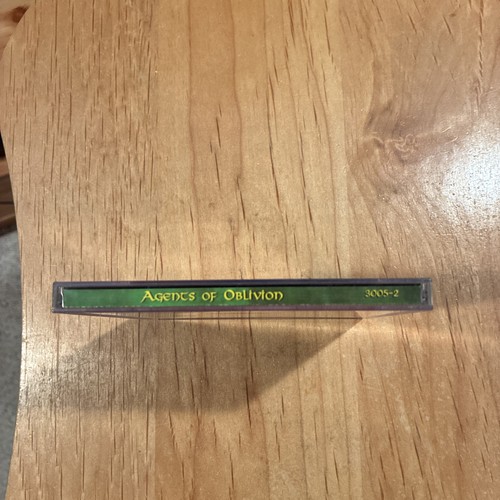 Agents of Oblivion 3005-2